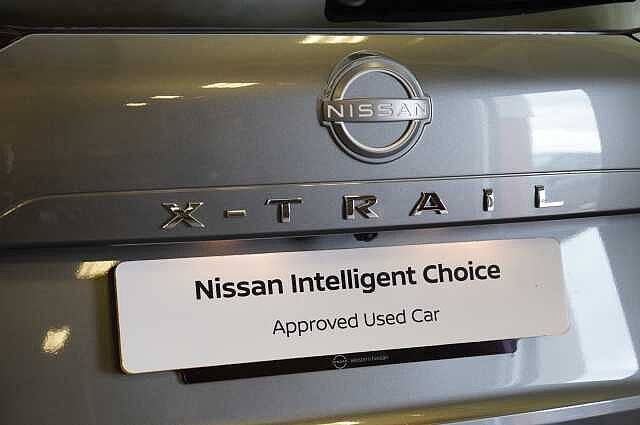 NISSAN
X-TRAIL
Nissan Intelligent Choice
Approved Used Car